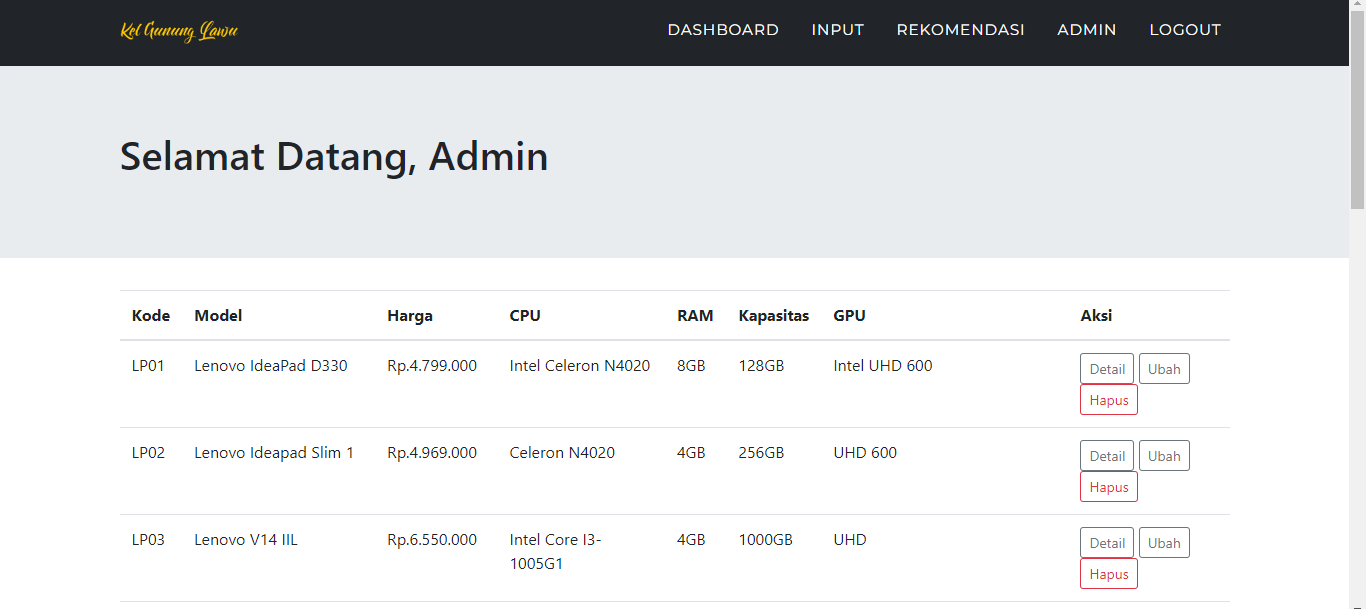 Kel Gunung Lawu DASHBOARD INPUT REKOMENDASI ADMIN LOGOUT
Selamat Datang, Admin
Kode Model Harga CPU RAM Kapasitas GPU Aksi
LP01 Lenovo IdeaPad D330 Rp.4.799.000 Intel Celeron N4020 8GB 128GB Intel UHD 600 Detail Ubah
Hapus
LP02 Lenovo Ideapad Slim 1 Rp.4.969.000 Celeron N4020 4GB 256GB UHD 600 Detail Ubah
Hapus
LP03 Lenovo V14 IIL Rp.6.550.000 Intel Core I3- 4GB 1000GB UHD Detail Ubah
1005G1 Hapus